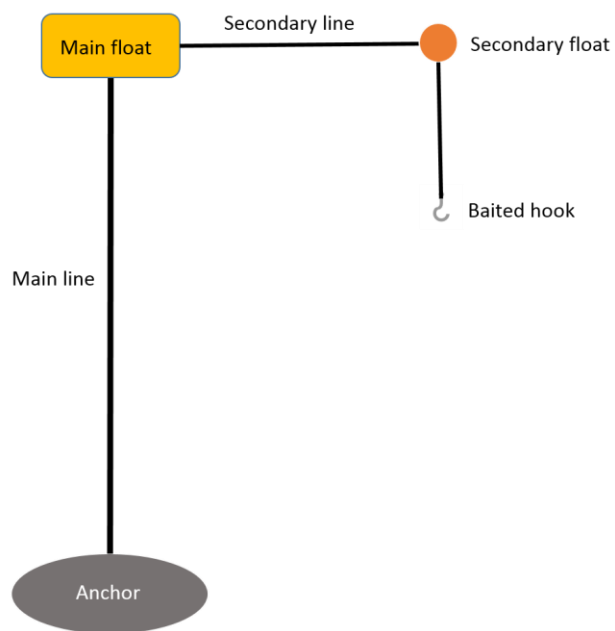 Secondary line
Main float
Secondary float
Baited hook
Main line
Anchor